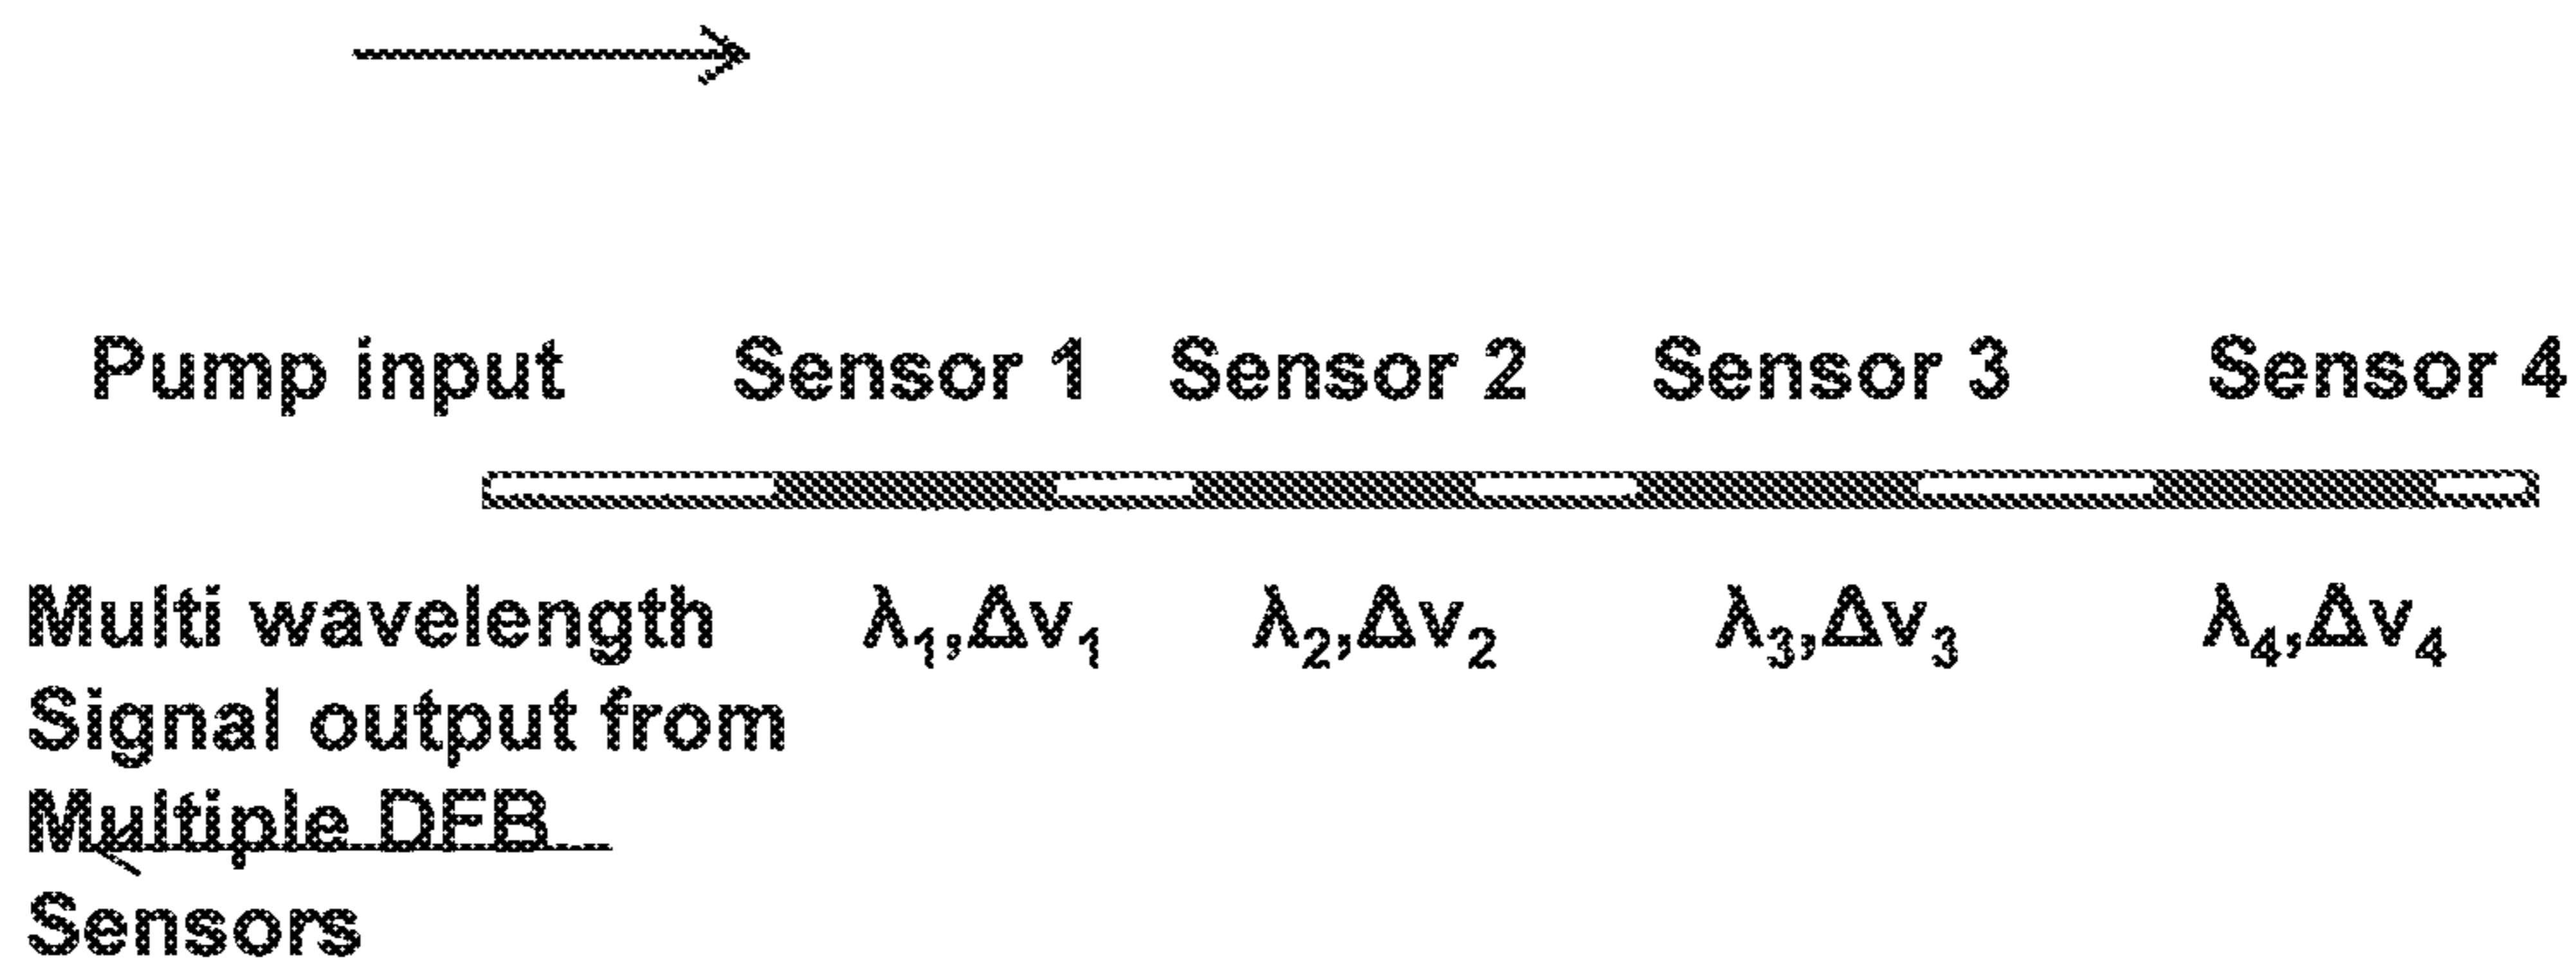 Pump input Sensor 1 Sensor 2 Sensor 3 Sensor 4
Multi wavelength λ₁,Δv₁ λ₂,Δv₂ λ₃,Δv₃ λ₄,Δv₄
Signal output from
Multiple DFB
Sensors